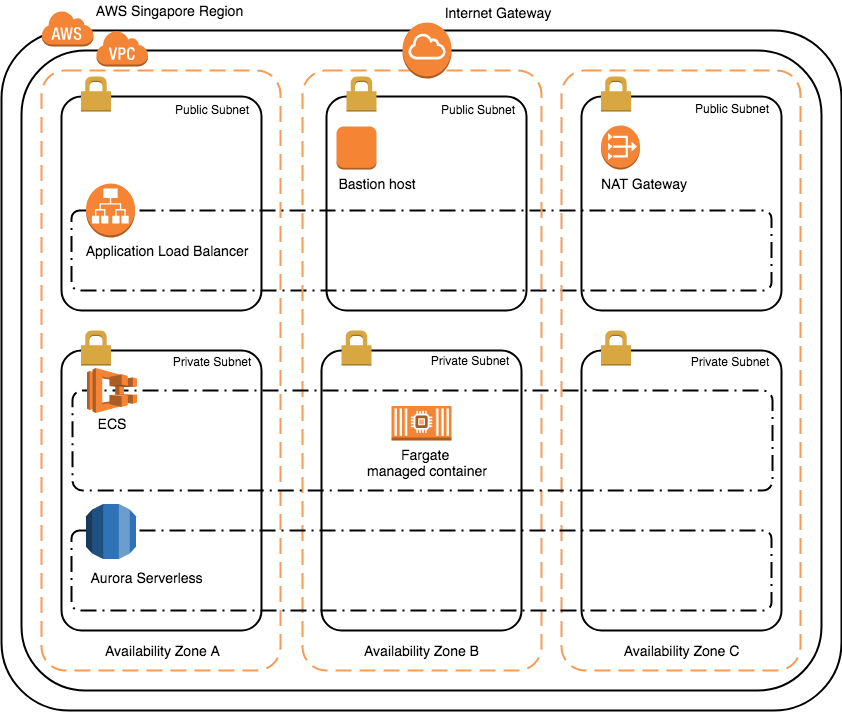 AWS Singapore Region
Internet Gateway
AWS
VPC
Public Subnet
Public Subnet
Public Subnet
Bastion host
NAT Gateway
Application Load Balancer
Private Subnet
Private Subnet
Private Subnet
ECS
Fargate
managed container
Aurora Serverless
Availability Zone A
Availability Zone B
Availability Zone C